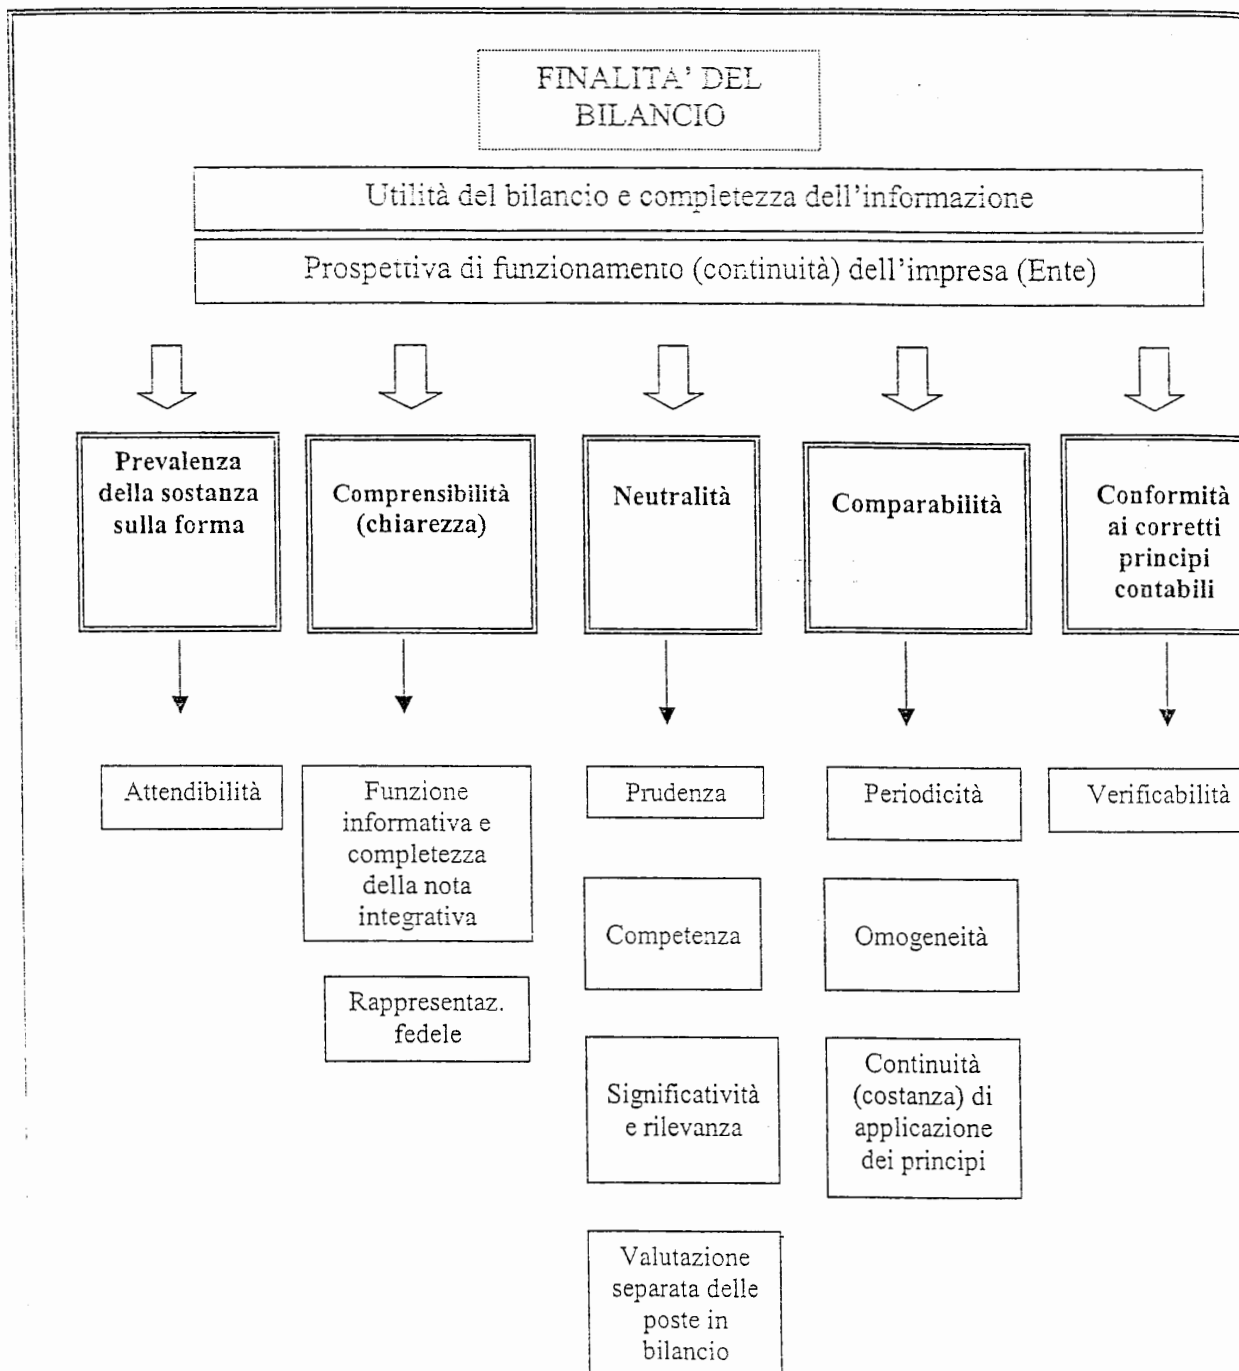 FINALITA' DEL
BILANCIO
Utilità del bilancio e completezza dell'informazione
Prospettiva di funzionamento (continuità) dell'impresa (Ente)
Prevalenza
della sostanza
sulla forma
Comprensibilità
(chiarezza)
Neutralità
Comparabilità
Conformità
ai corretti
principi
contabili
Attendibilità
Funzione
informativa e
completezza
della nota
integrativa
Rappresentaz.
fedele
Prudenza
Competenza
Significatività
e rilevanza
Valutazione
separata delle
poste in
bilancio
Periodicità
Omogeneità
Continuità
(costanza) di
applicazione
dei principi
Verificabilità